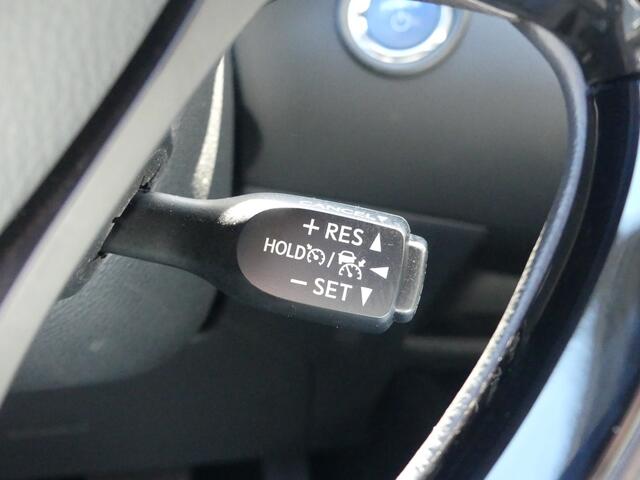 CANCEL▼
+ RES ▲
HOLD / ◀
− SET ▼